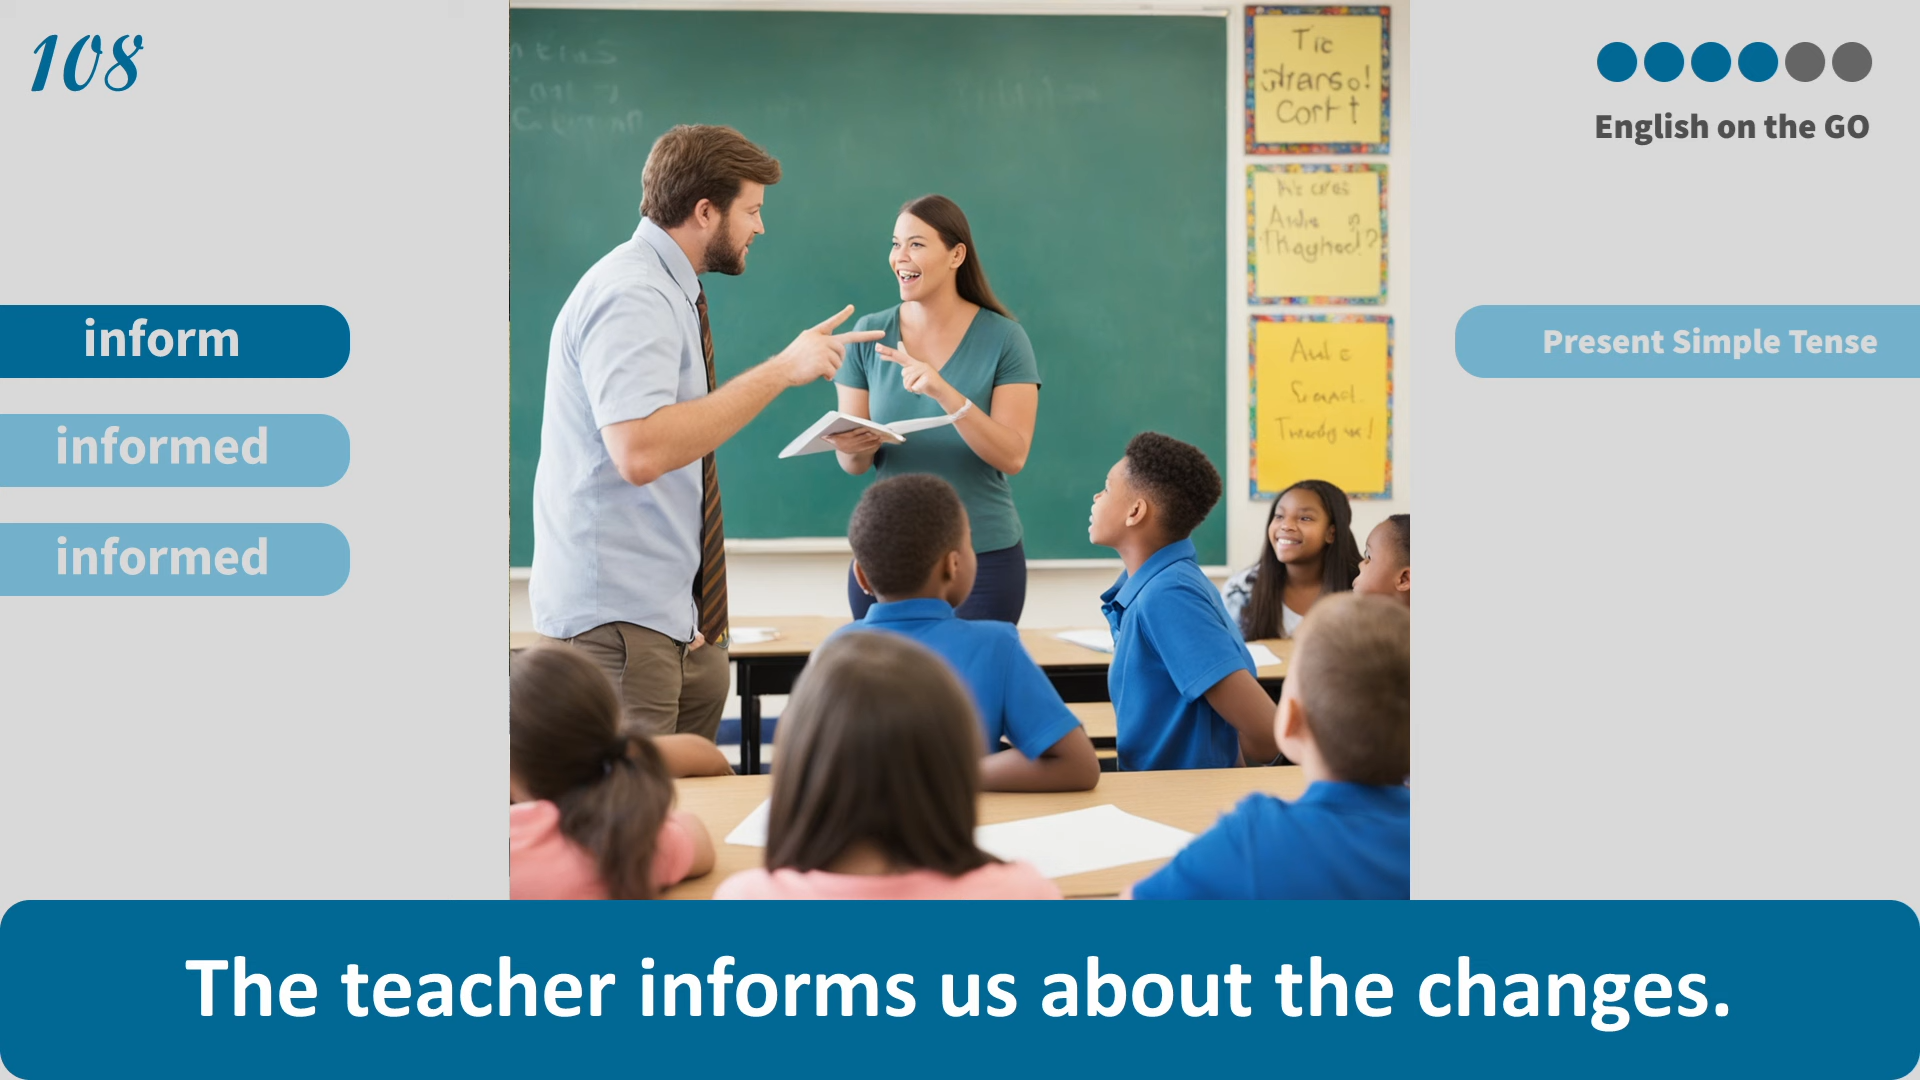 108
English on the GO
inform
Present Simple Tense
informed
informed
The teacher informs us about the changes.